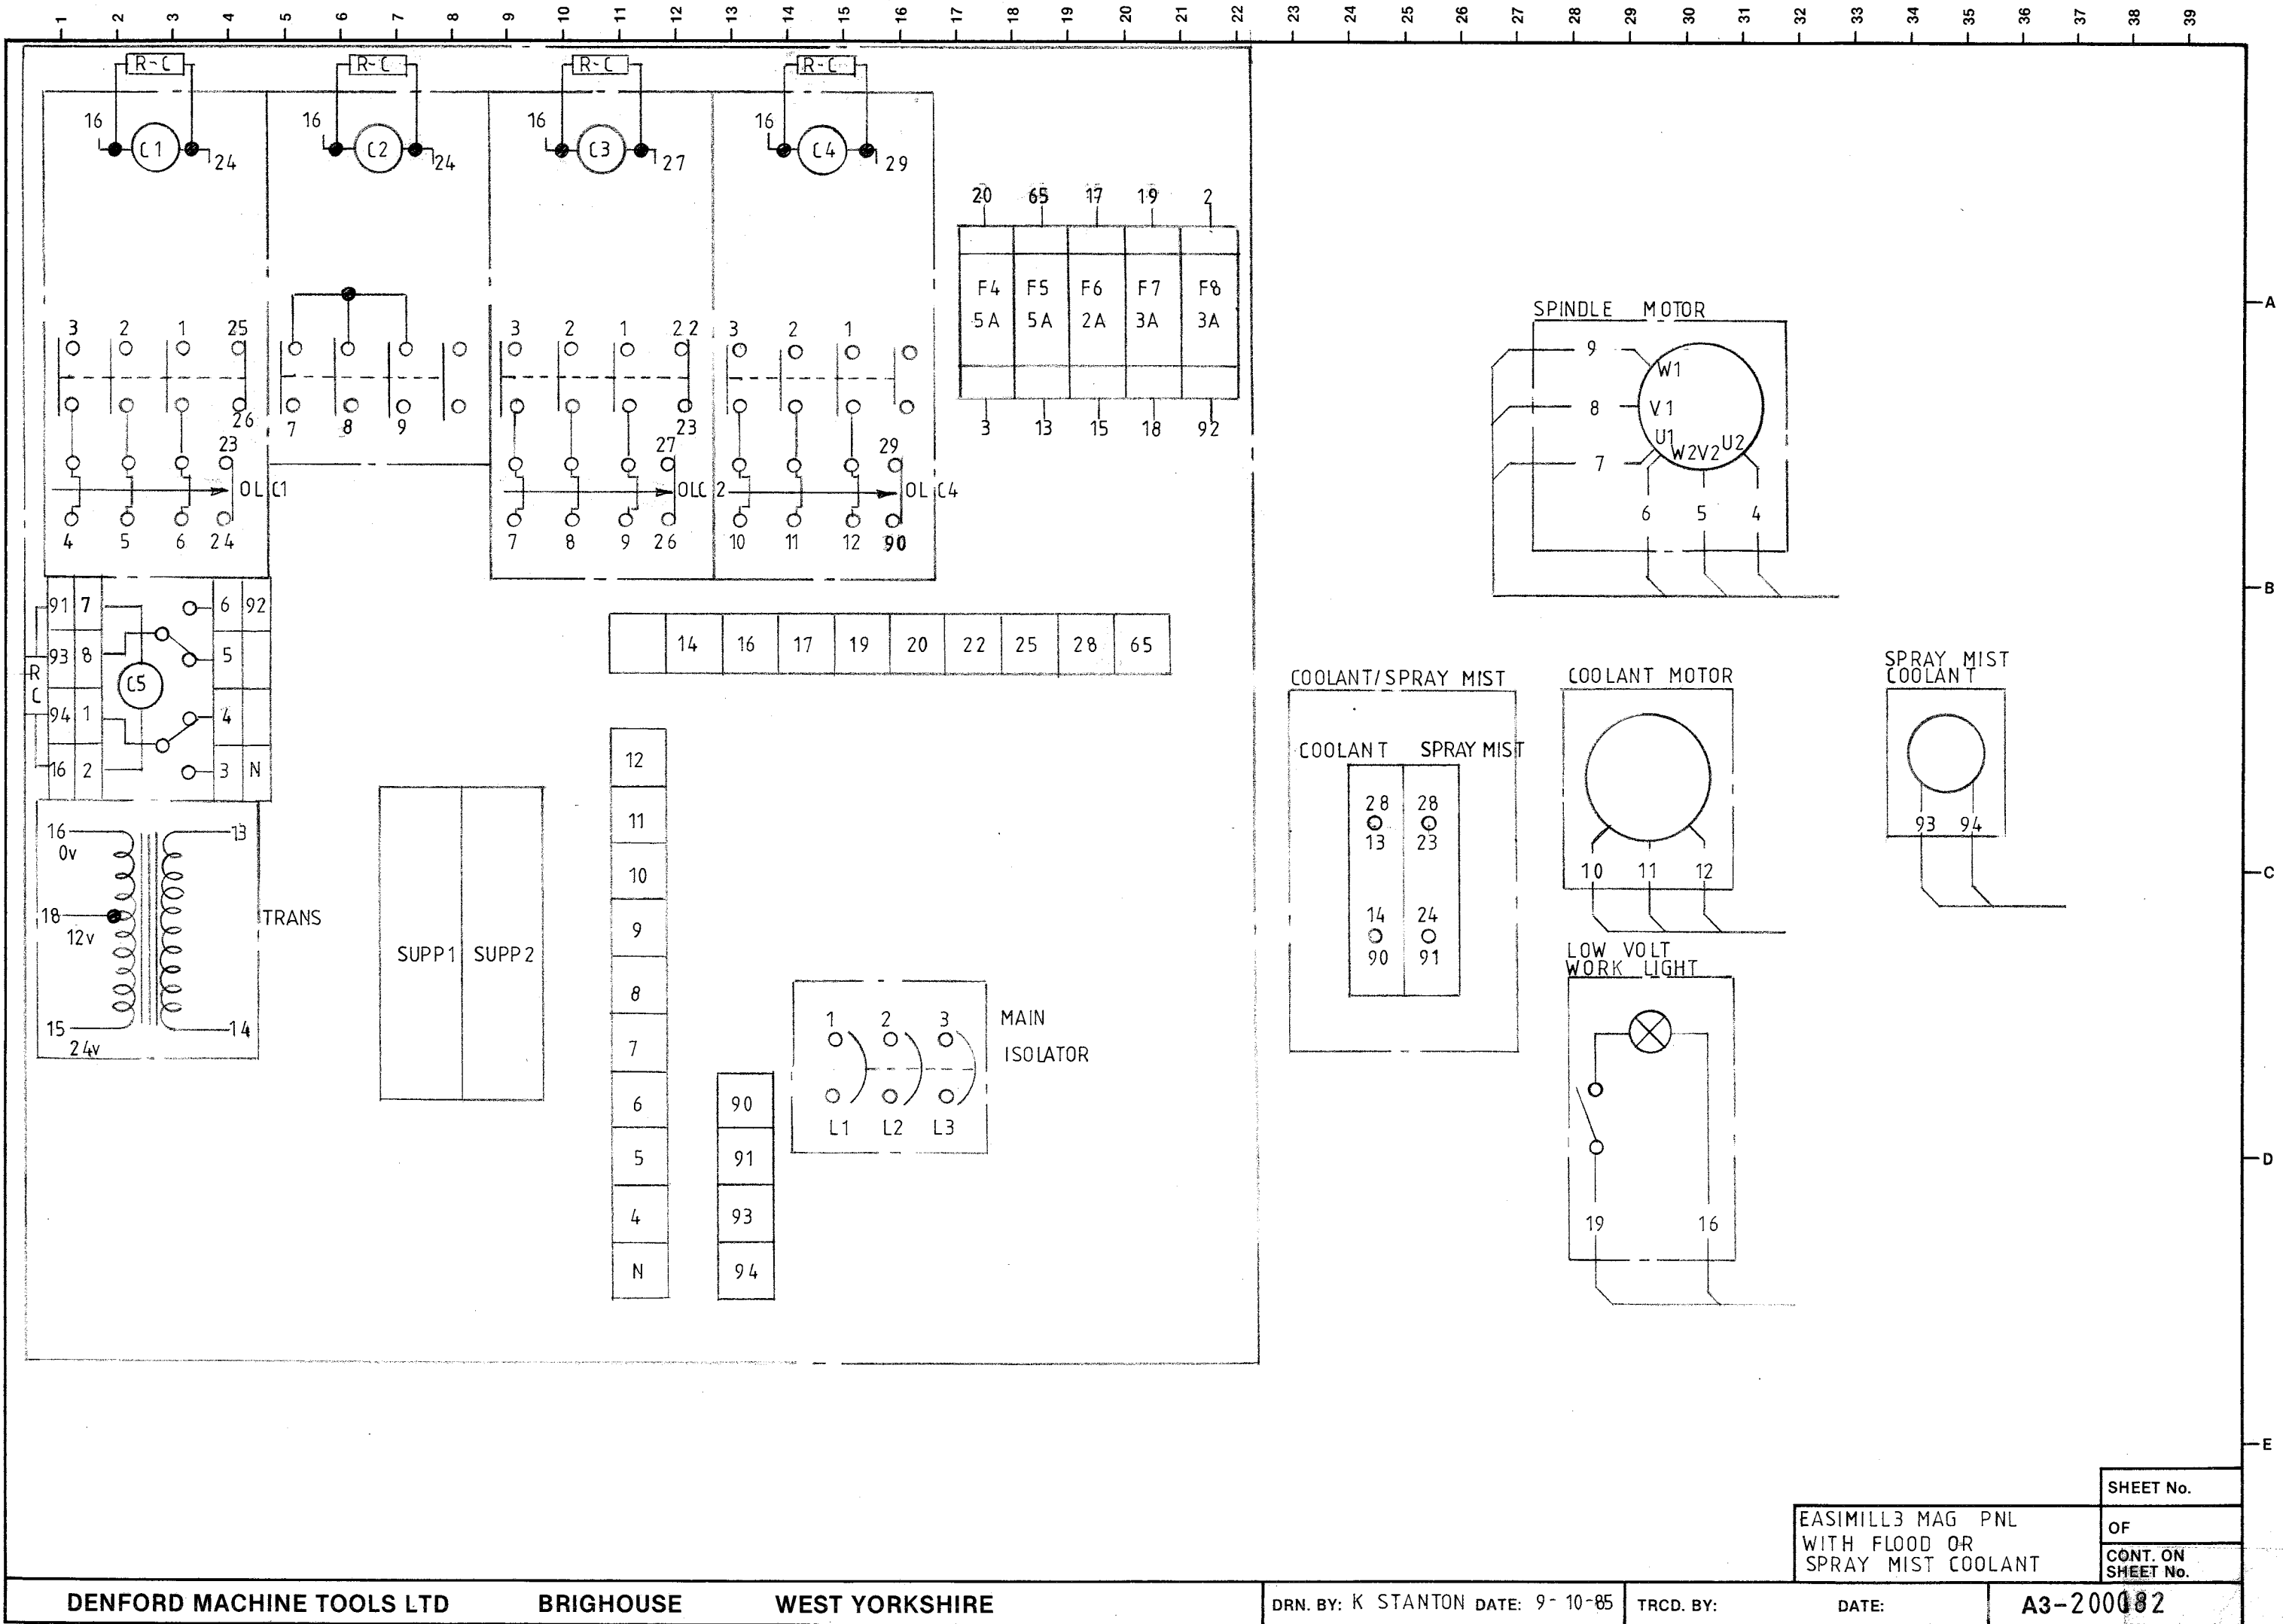 1 2 3 4 5 6 7 8 9 10 11 12 13 14 15 16 17 18 19 20 21 22 23 24 25 26 27 28 29 30 31 32 33 34 35 36 37 38 39
R-C R-C R-C R-C
16 C1 24
16 C2 24
16 C3 27
16 C4 29
20 65 17 19 2
F4 F5 F6 F7 F8
5A 5A 2A 3A 3A
3 13 15 18 92
3 2 1 25
3 2 1 22
3 2 1
26
7 8 9
23
23
27
29
OL C1
OLC 2
OL C4
4 5 6 24
7 8 9 26
10 11 12 90
A
SPINDLE MOTOR
9 W1
8 V1
7 U1 W2 V2 U2
6 5 4
B
91 7 6 92
93 8 5
R C
C5
94 1 4
16 2 3 N
14 16 17 19 20 22 25 28 65
12
11
10
9
8
7
6
5
4
N
90
91
93
94
16 13
0v
18
12v
TRANS
15 14
24v
SUPP1 SUPP2
1 2 3 MAIN
ISOLATOR
L1 L2 L3
COOLANT/SPRAY MIST
COOLANT SPRAY MIST
28 28
13 23
14 24
90 91
COOLANT MOTOR
10 11 12
SPRAY MIST
COOLANT
93 94
C
LOW VOLT
WORK LIGHT
19 16
D
E
SHEET No.
EASIMILL3 MAG PNL
WITH FLOOD OR
SPRAY MIST COOLANT
OF
CONT. ON
SHEET No.
DENFORD MACHINE TOOLS LTD BRIGHOUSE WEST YORKSHIRE
DRN. BY: K STANTON DATE: 9-10-85 TRCD. BY: DATE: A3-200082